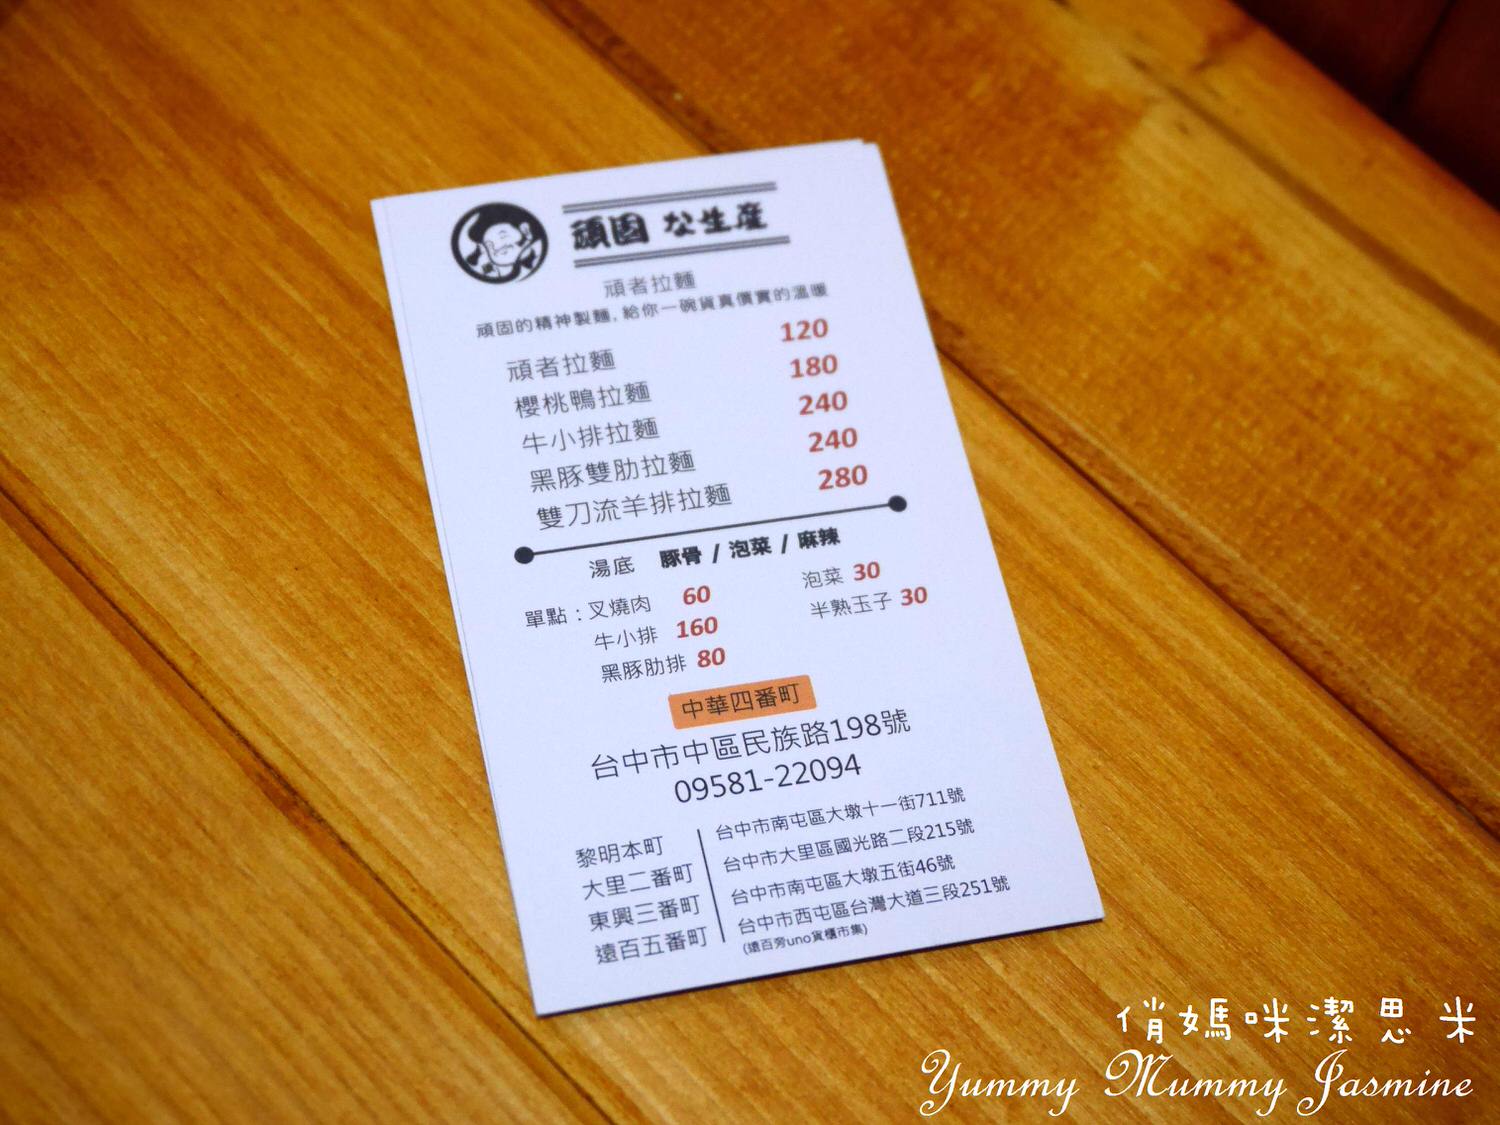 頑固 な生産
頑者拉麵
頑固的精神製麵,給你一碗貨真價實的溫暖
頑者拉麵 120
櫻桃鴨拉麵 180
牛小排拉麵 240
黑豚雙肋拉麵 240
雙刀流羊排拉麵 280
湯底 豚骨 / 泡菜 / 麻辣
單點:叉燒肉 60 泡菜 30
牛小排 160 半熟玉子 30
黑豚肋排 80
中華四番町
台中市中區民族路198號
09581-22094
黎明本町 台中市南屯區大墩十一街711號
大里二番町 台中市大里區國光路二段215號
東興三番町 台中市南屯區大墩五街46號
遠百五番町 台中市西屯區台灣大道三段251號
(遠百旁uno貨櫃市集)
俏媽咪潔思米
Yummy Mummy Jasmine